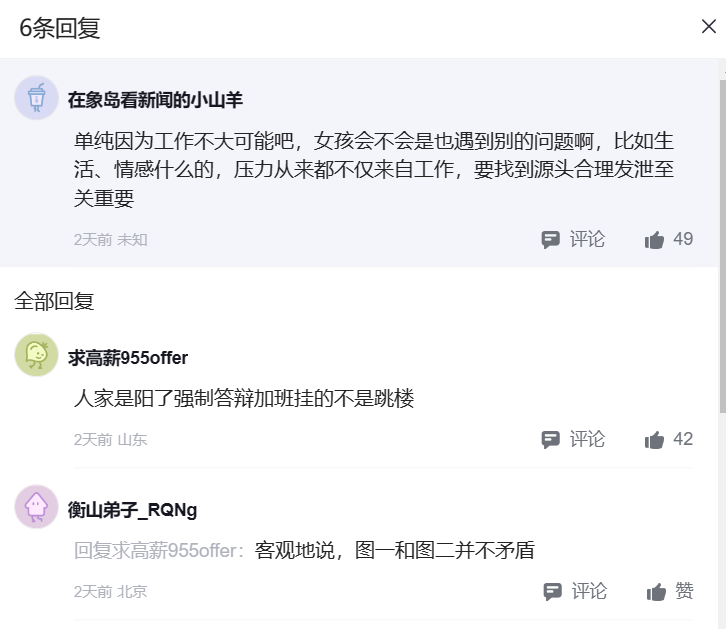 6条回复
在象岛看新闻的小山羊
单纯因为工作不大可能吧，女孩会不会是也遇到别的问题啊，比如生
活、情感什么的，压力从来都不仅来自工作，要找到源头合理发泄至
关重要
2天前 未知
评论
49
全部回复
求高薪955offer
人家是阳了强制答辩加班挂的不是跳楼
2天前 山东
评论
42
衡山弟子_RQNg
回复求高薪955offer：客观地说，图一和图二并不矛盾
2天前 北京
评论
赞